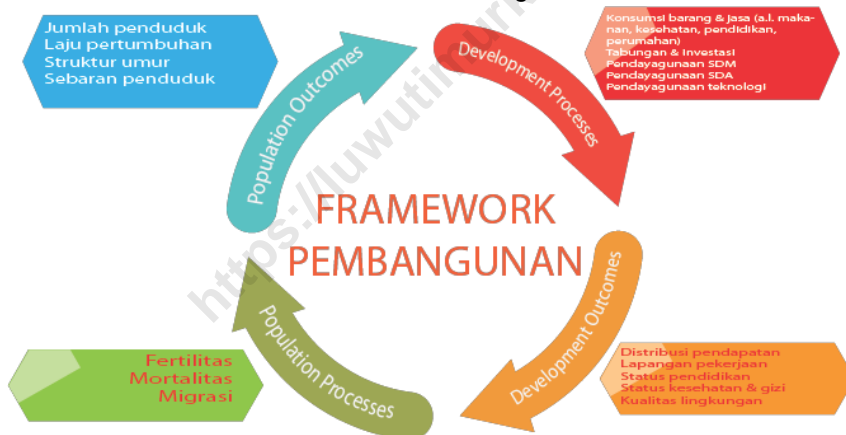 Jumlah penduduk
Laju pertumbuhan
Struktur umur
Sebaran penduduk
Population Outcomes
Development Processes
Konsumsi barang & jasa (a.l. maka-
nan, kesehatan, pendidikan,
perumahan)
Tabungan & Investasi
Pendayagunaan SDM
Pendayagunaan SDA
Pendayagunaan teknologi
FRAMEWORK
PEMBANGUNAN
Population Processes
Development Outcomes
Fertilitas
Mortalitas
Migrasi
Distribusi pendapatan
Lapangan pekerjaan
Status pendidikan
Status kesehatan & gizi
Kualitas lingkungan